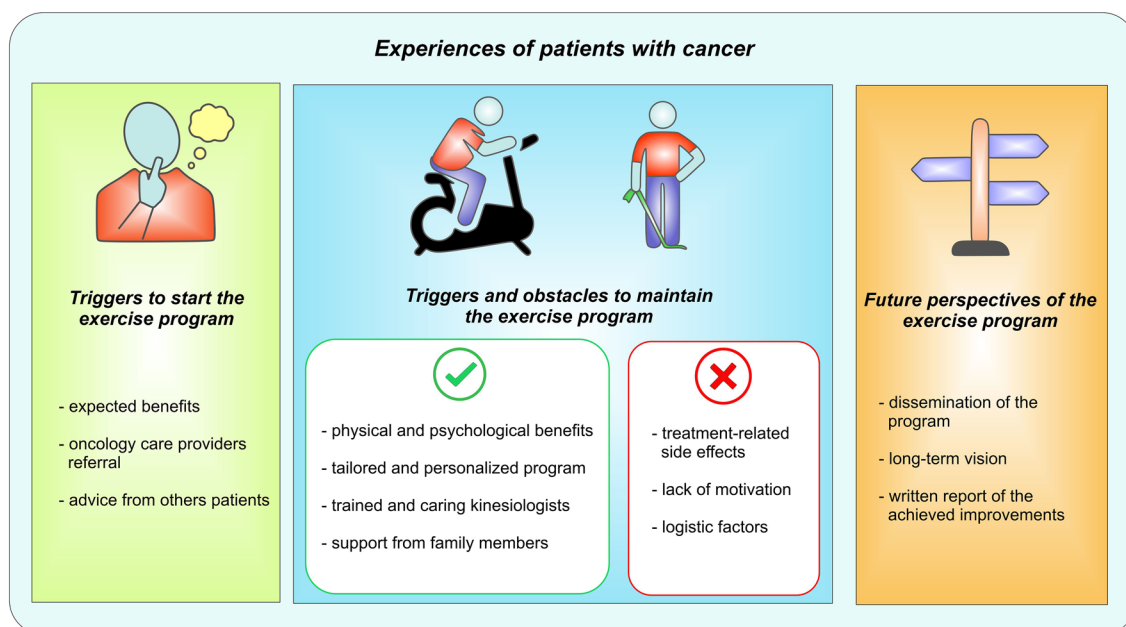 Experiences of patients with cancer
Triggers to start the
exercise program
- expected benefits
- oncology care providers
referral
- advice from others patients
Triggers and obstacles to maintain
the exercise program
- physical and psychological benefits
- tailored and personalized program
- trained and caring kinesiologists
- support from family members
- treatment-related
side effects
- lack of motivation
- logistic factors
Future perspectives of the
exercise program
- dissemination of the
program
- long-term vision
- written report of the
achieved improvements